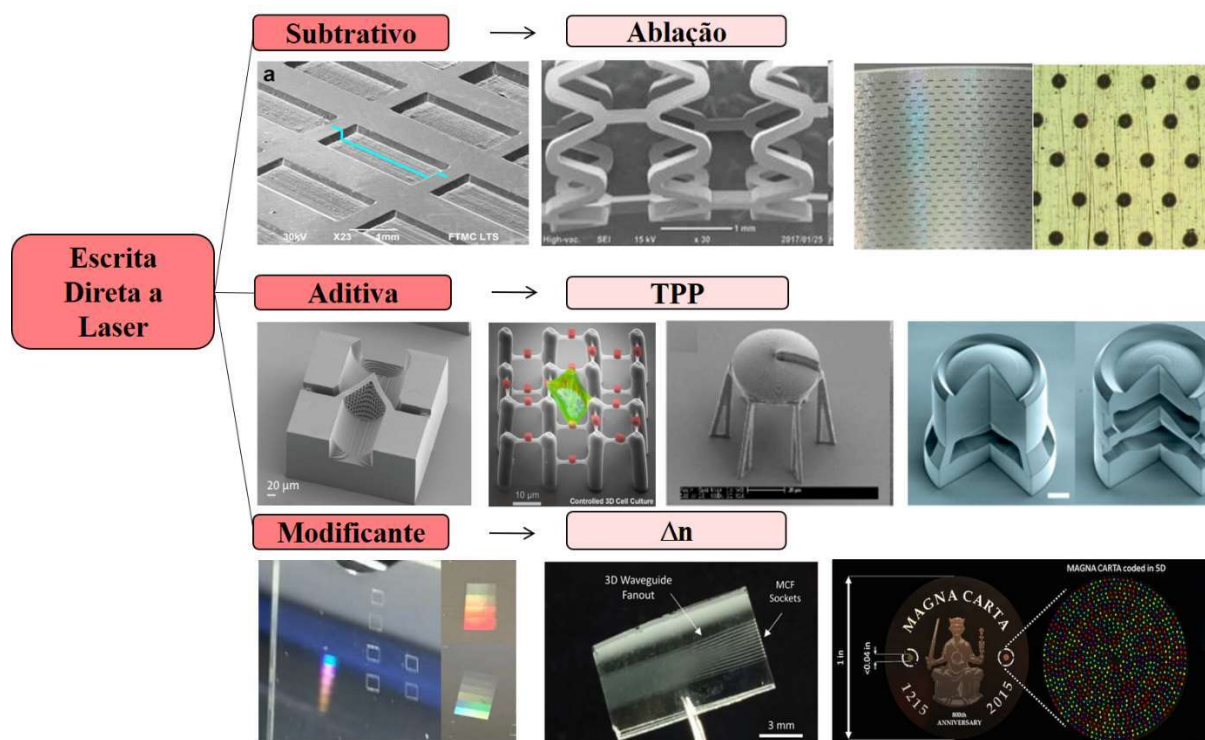 Subtrativo
Ablação
a
30kV X23 1mm FTMC LTS
High-vac. SEI 15 kV x 30 1 mm 2017/01/25
Escrita
Direta a
Laser
Aditiva
TPP
20 µm
10 µm
Controlled 3D Cell Culture
Modificante
Δn
3D Waveguide
Fanout
MCF
Sockets
3 mm
MAGNA CARTA coded in 5D
1 in
<0.04 in
MAGNA CARTA
1215
2015
800th
ANNIVERSARY